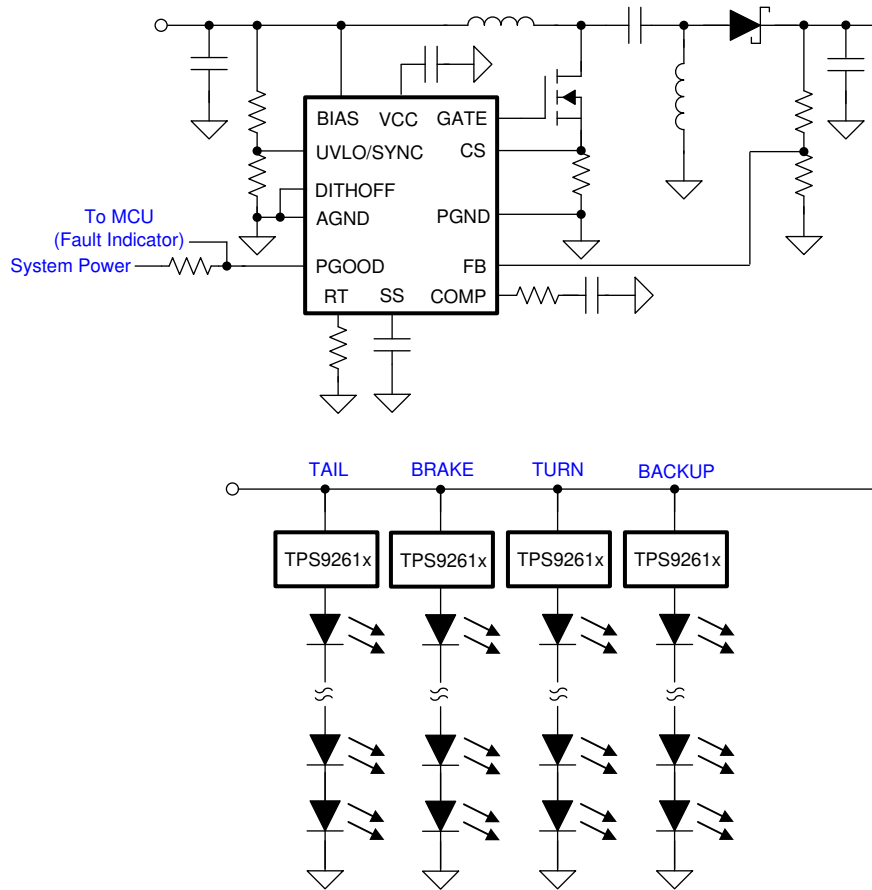 BIAS
VCC
GATE
UVLO/SYNC
CS
DITHOFF
AGND
PGND
To MCU
(Fault Indicator)
System Power
PGOOD
FB
RT
SS
COMP
TAIL
BRAKE
TURN
BACKUP
TPS9261x
TPS9261x
TPS9261x
TPS9261x